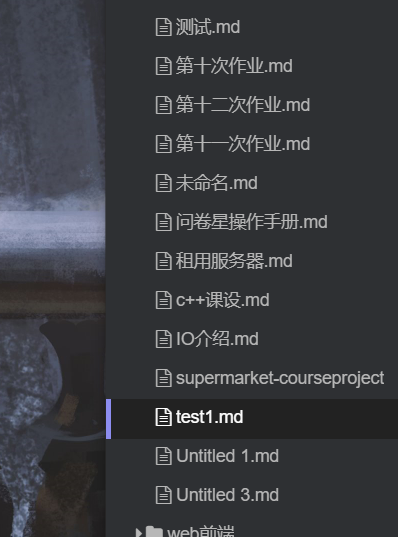 测试.md
第十次作业.md
第十二次作业.md
第十一次作业.md
未命名.md
问卷星操作手册.md
租用服务器.md
c++课设.md
IO介绍.md
supermarket-courseproject
test1.md
Untitled 1.md
Untitled 3.md
web前端